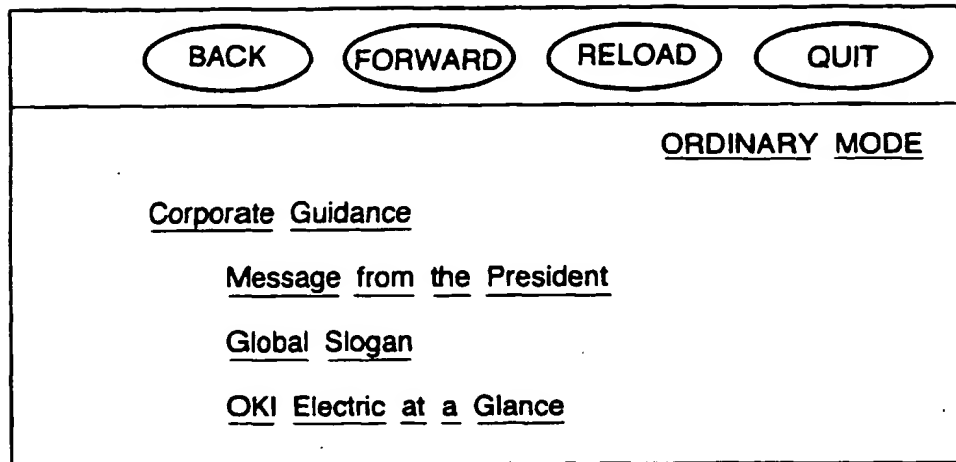 BACK FORWARD RELOAD QUIT
ORDINARY MODE
Corporate Guidance
Message from the President
Global Slogan
OKI Electric at a Glance